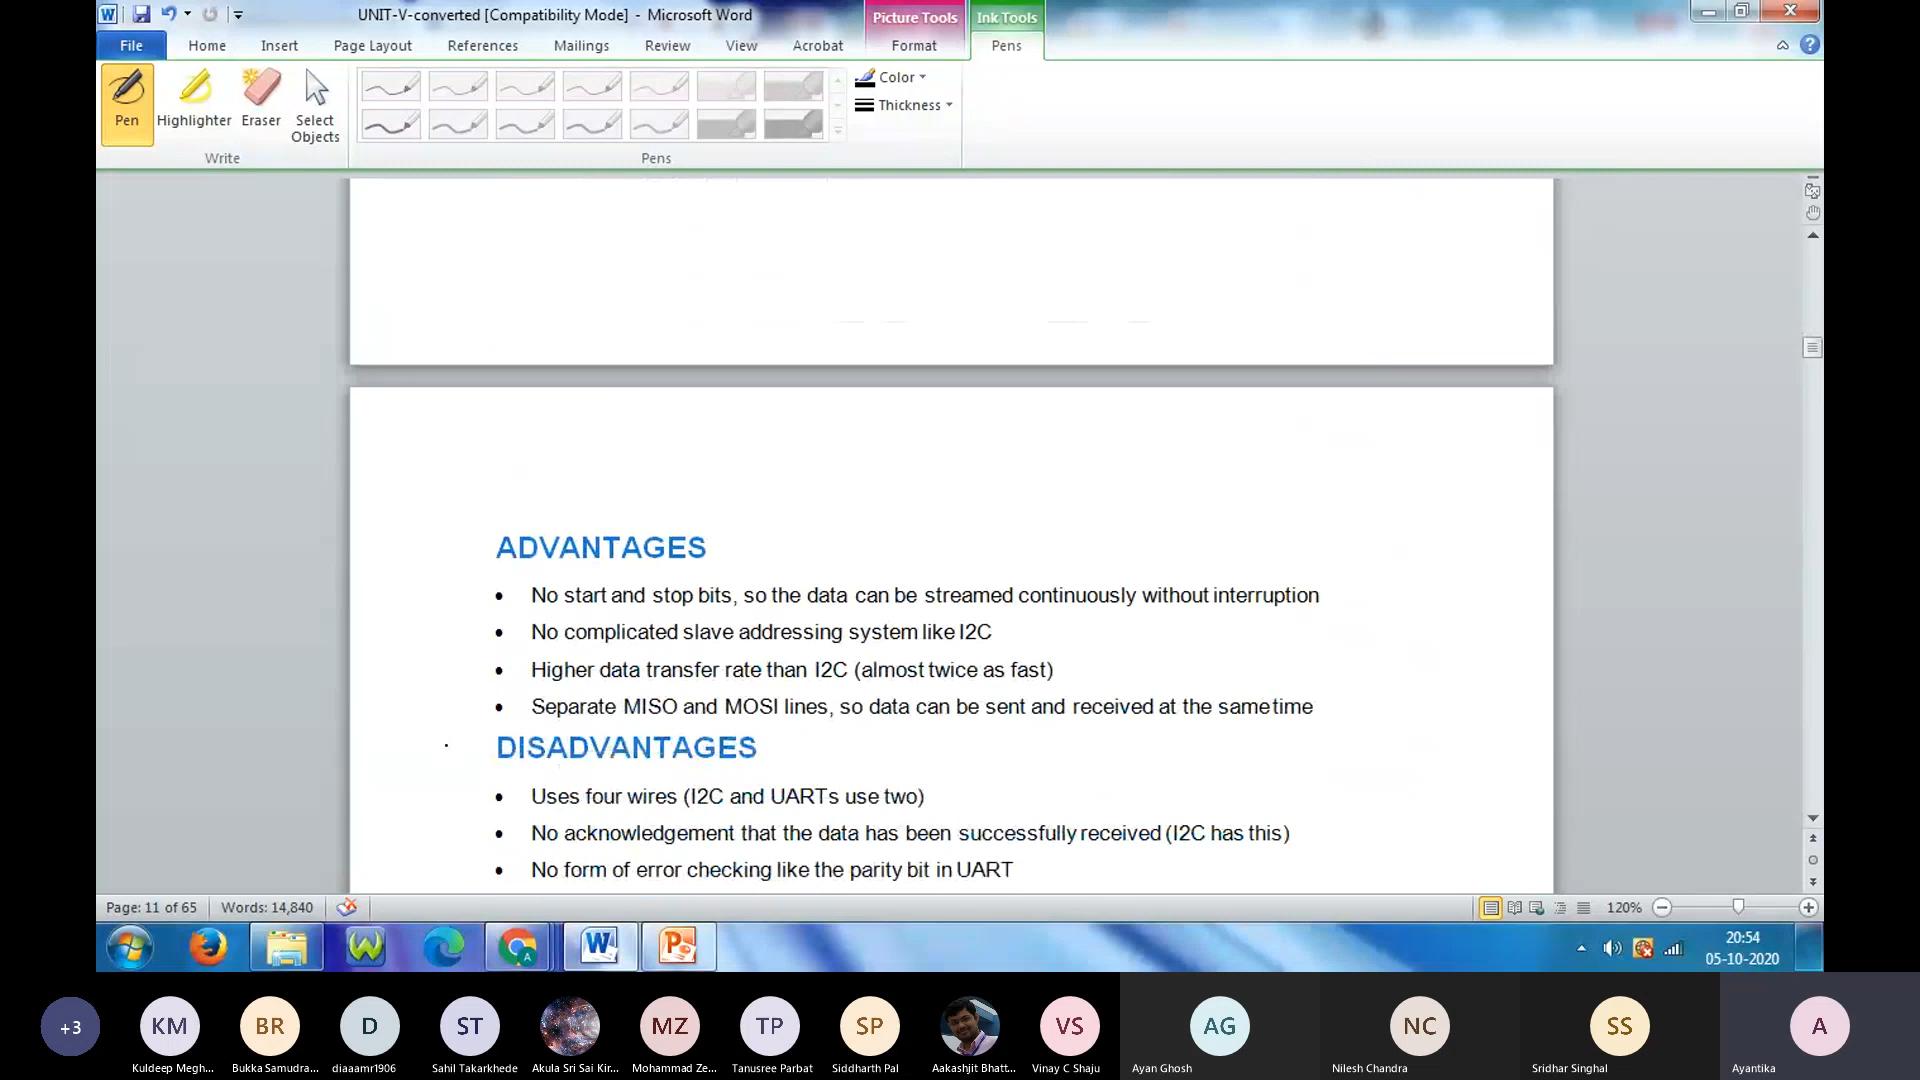 UNIT-V-converted [Compatibility Mode] - Microsoft Word
Picture Tools
Ink Tools
File
Home
Insert
Page Layout
References
Mailings
Review
View
Acrobat
Format
Pens
Pen
Highlighter
Eraser
Select Objects
Color
Thickness
Write
Pens
ADVANTAGES
• No start and stop bits, so the data can be streamed continuously without interruption
• No complicated slave addressing system like I2C
• Higher data transfer rate than I2C (almost twice as fast)
• Separate MISO and MOSI lines, so data can be sent and received at the same time
DISADVANTAGES
• Uses four wires (I2C and UARTs use two)
• No acknowledgement that the data has been successfully received (I2C has this)
• No form of error checking like the parity bit in UART
Page: 11 of 65
Words: 14,840
120%
20:54
05-10-2020
+3
KM
BR
D
ST
MZ
TP
SP
VS
AG
NC
SS
A
Kuldeep Megh...
Bukka Samudra...
diaaamr1906
Sahil Takarkhede
Akula Sri Sai Kir...
Mohammad Ze...
Tanusree Parbat
Siddharth Pal
Aakashjit Bhatt...
Vinay C Shaju
Ayan Ghosh
Nilesh Chandra
Sridhar Singhal
Ayantika